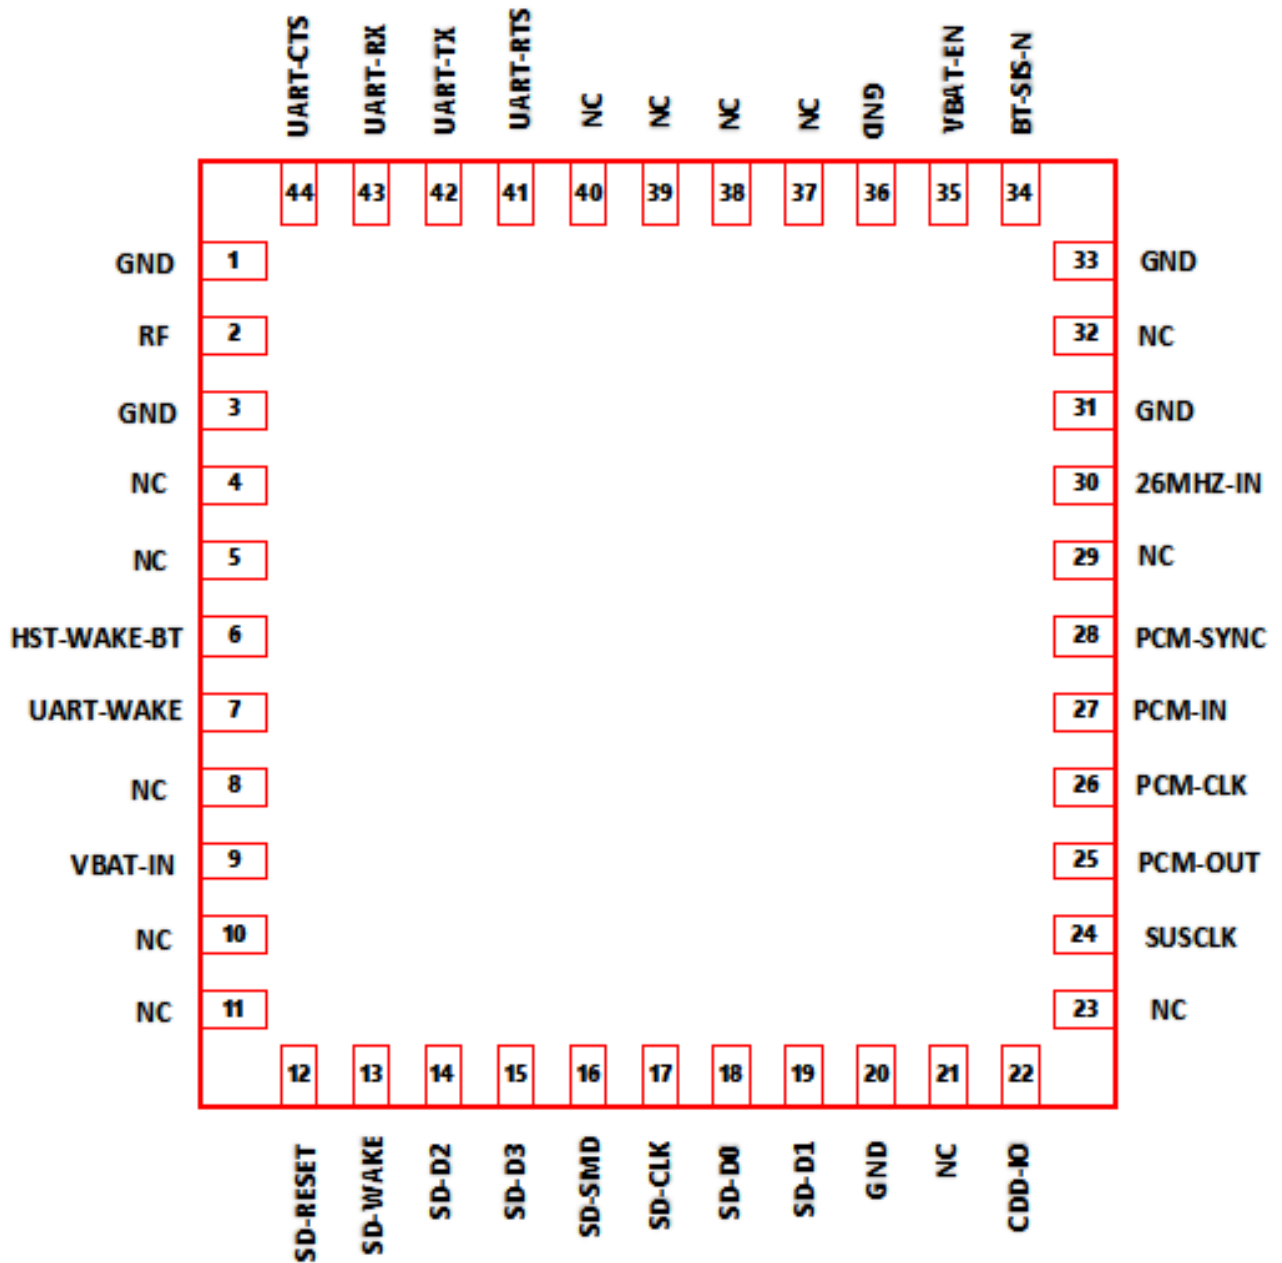 UART-CTS
UART-RX
UART-TX
UART-RTS
NC
NC
NC
NC
GND
VBAT-EN
44
43
42
41
40
39
38
37
36
35
34
GND 1
33 GND
RF 2
32 NC
GND 3
31 GND
NC 4
30 26MHZ-IN
NC 5
29 NC
HST-WAKE-BT 6
28 PCM-SYNC
UART-WAKE 7
27 PCM-IN
NC 8
26 PCM-CLK
VBAT-IN 9
25 PCM-OUT
NC 10
24 SUSCLK
NC 11
23 NC
12
13
14
15
16
17
18
19
20
21
22
SD-RESET
SD-WAKE
SD-D2
SD-D3
SD-SMD
SD-CLK
SD-D0
SD-D1
GND
NC
CDD-IO